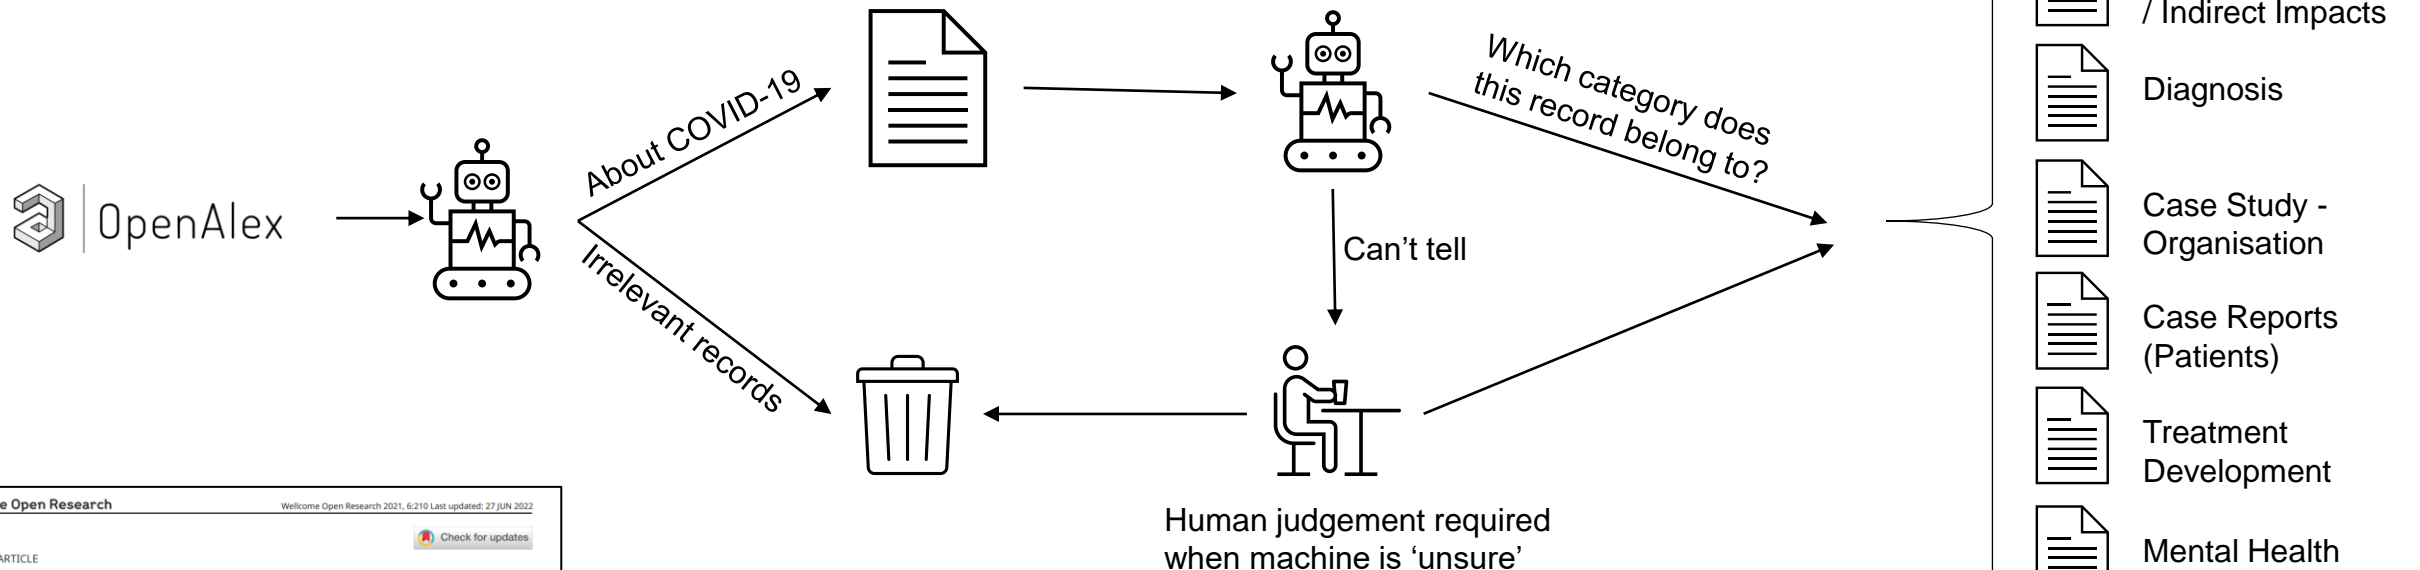 OpenAlex
About COVID-19
Irrelevant records
Which category does
this record belong to?
Can't tell
Human judgement required
when machine is 'unsure'
/ Indirect Impacts
Diagnosis
Case Study -
Organisation
Case Reports
(Patients)
Treatment
Development
Mental Health
e Open Research
Wellcome Open Research 2021, 6:210 Last updated: 27 JUN 2022
Check for updates
ARTICLE